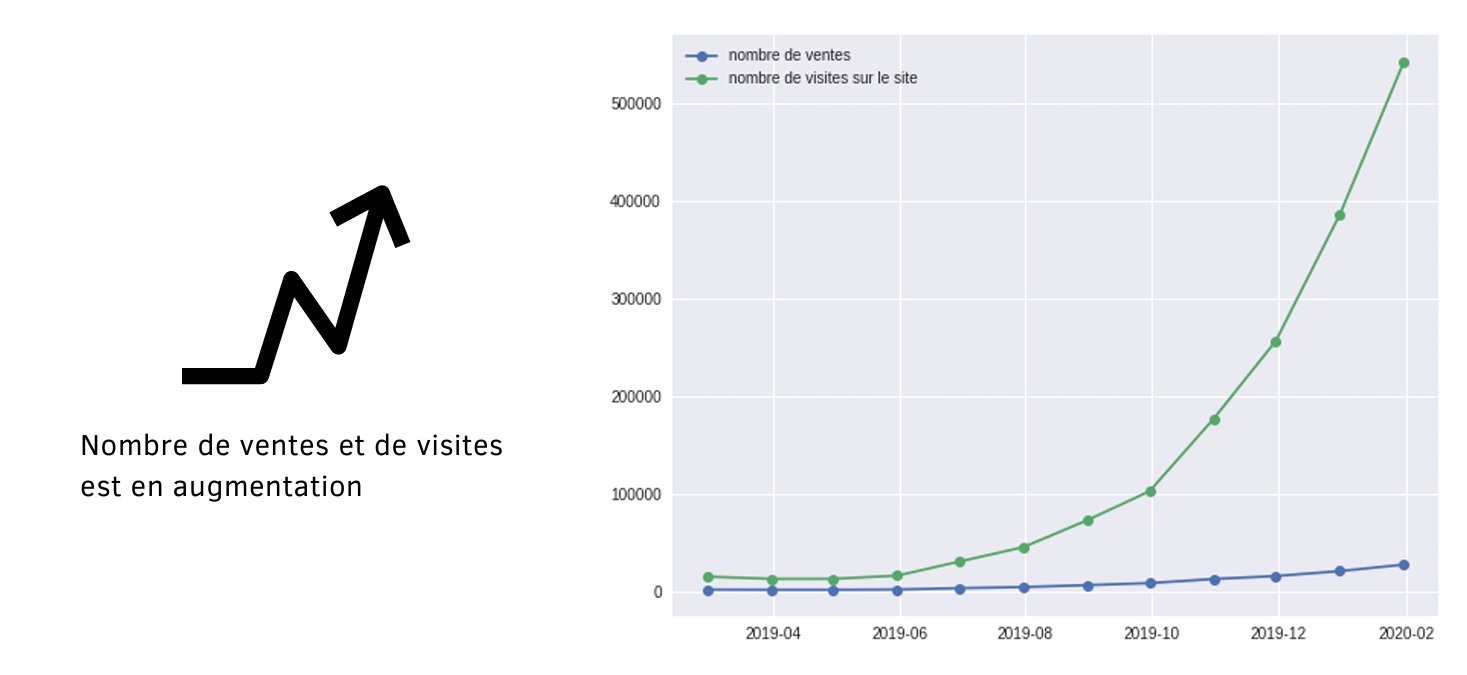 Nombre de ventes et de visites
est en augmentation
nombre de ventes
nombre de visites sur le site
500000
400000
300000
200000
100000
0
2019-04 2019-06 2019-08 2019-10 2019-12 2020-02